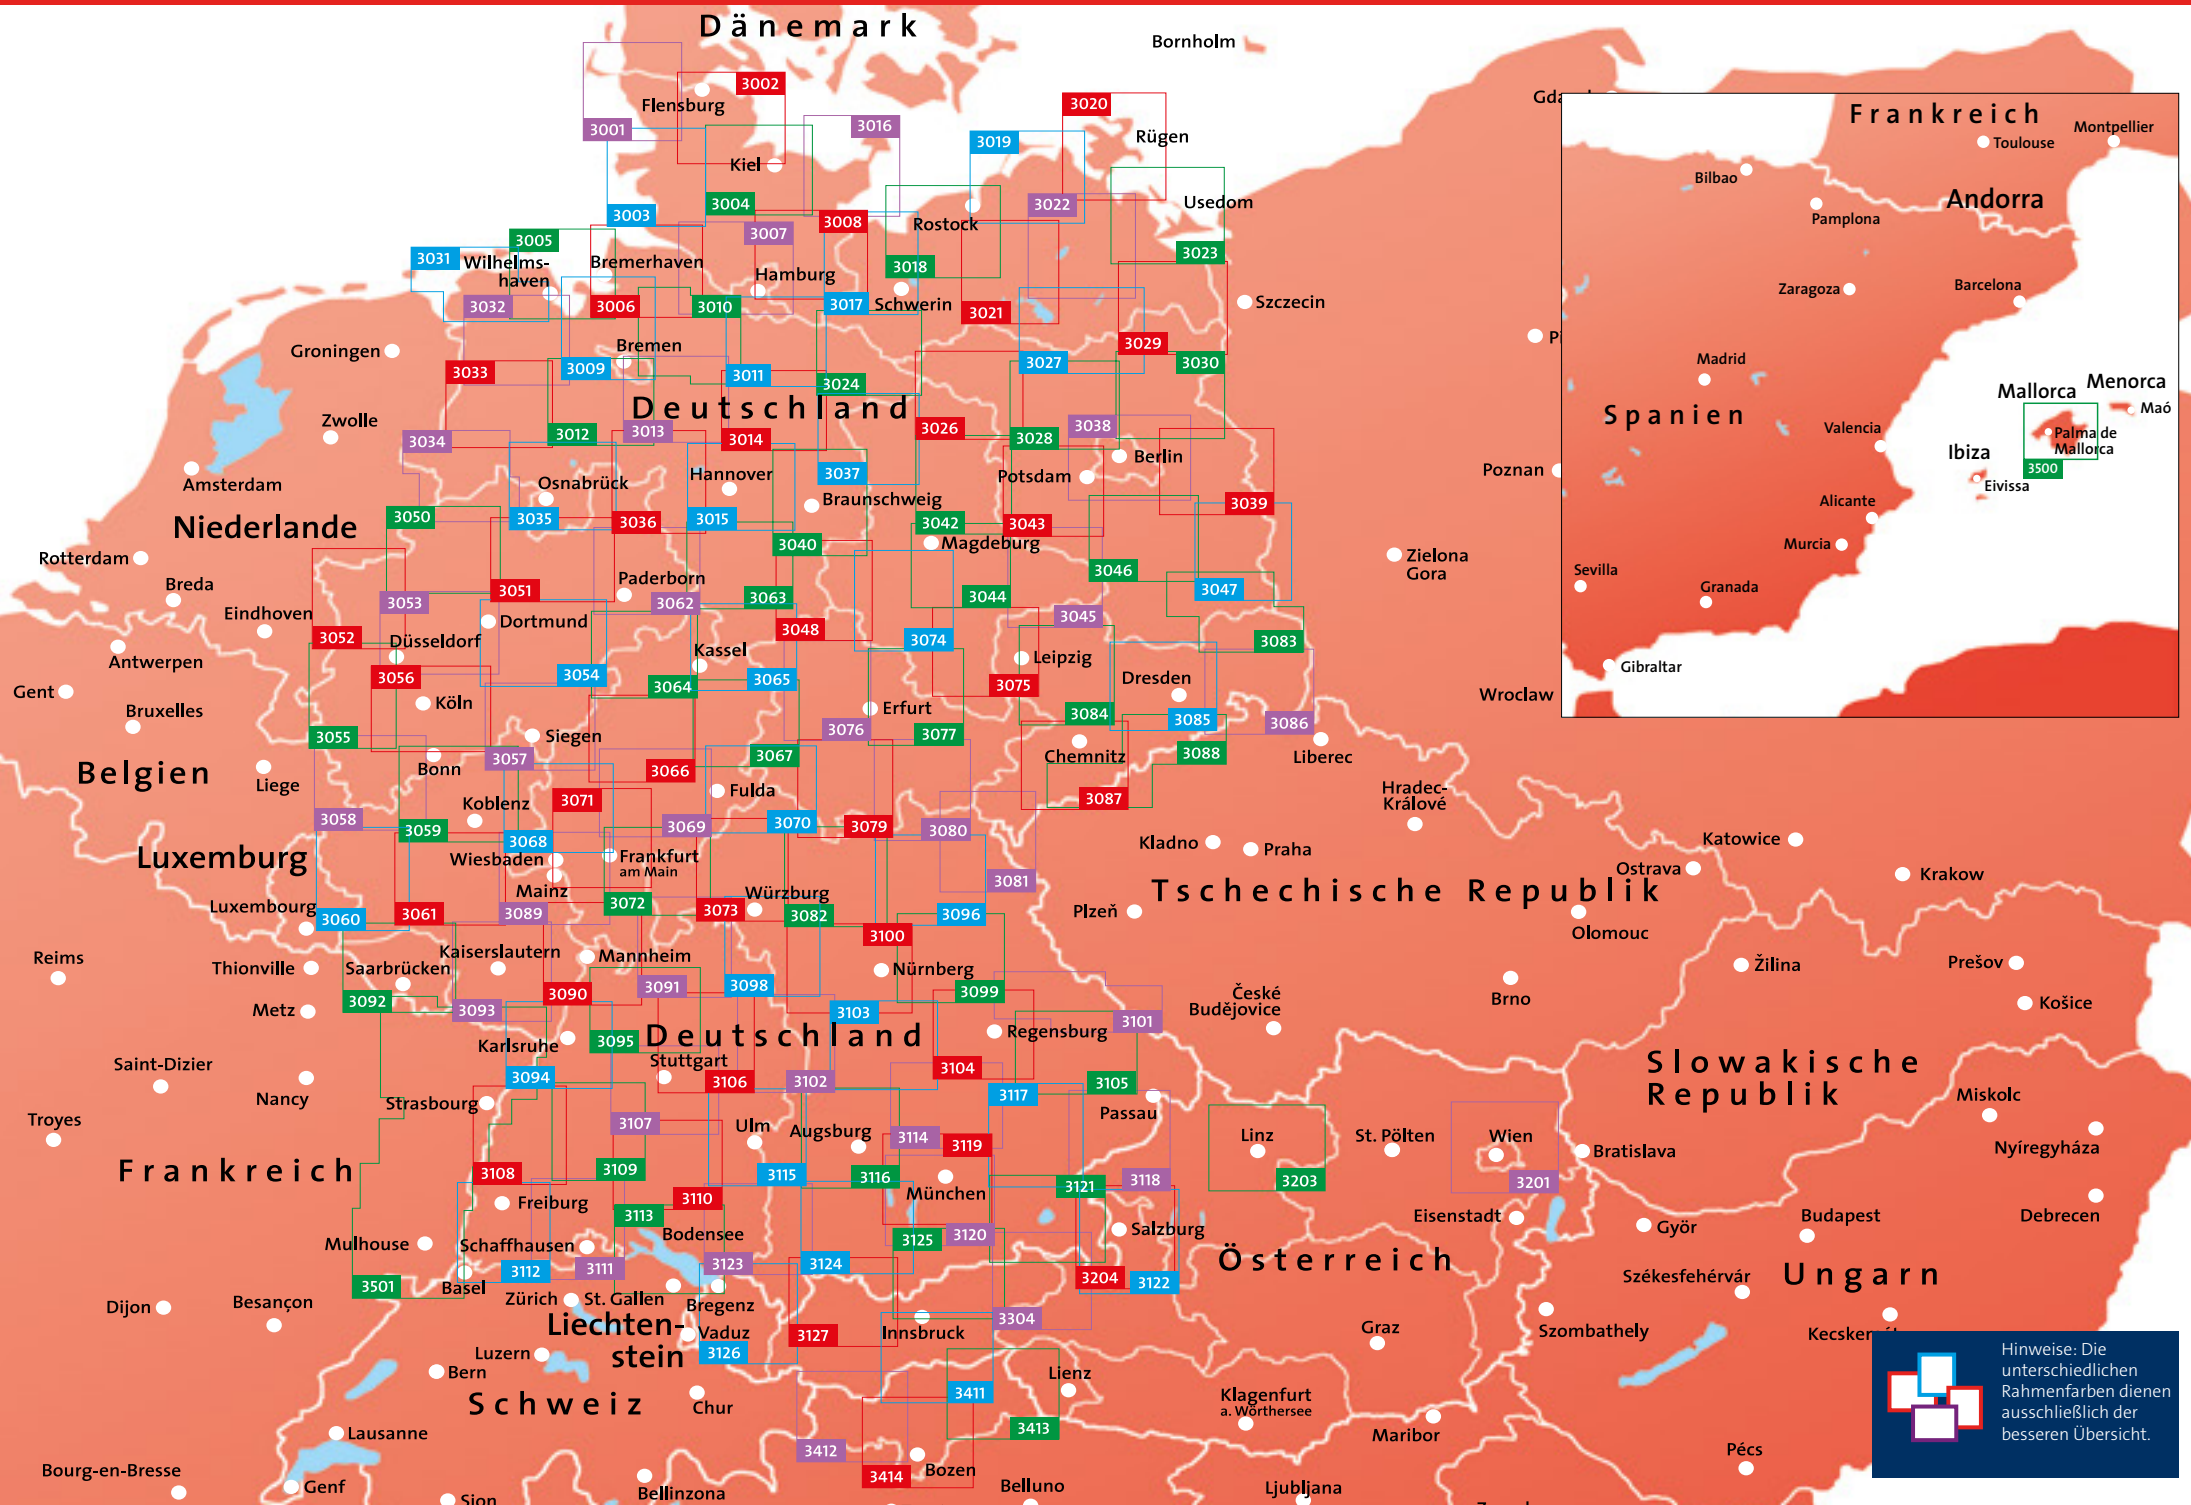 Dänemark
Bornholm
3002
Flensburg
3001
3016
3020
Rügen
3019
Kiel
3004
3003
3008
3022
Usedom
Rostock
3007
3005
3031
Wilhelms-
haven
Bremerhaven
3018
3023
Hamburg
3032
3006
3010
3017
Schwerin
3021
Szczecin
Groningen
Bremen
3029
3033
3009
3011
3024
3027
3030
Deutschland
Zwolle
3034
3012
3013
3014
3026
3028
3038
Berlin
Poznan
Amsterdam
Osnabrück
Hannover
3037
Potsdam
Braunschweig
3039
Niederlande
3050
3035
3036
3015
3042
3043
Magdeburg
3040
Rotterdam
Zielona
Gora
Breda
Paderborn
3046
3047
3051
3053
3062
3063
3044
3045
Eindhoven
Dortmund
3052
Düsseldorf
3048
3074
3083
Antwerpen
Kassel
Leipzig
3056
3054
3064
3065
3075
Dresden
Gent
Wroclaw
Bruxelles
Köln
Erfurt
3084
3085
3086
3055
Siegen
3076
3077
Chemnitz
3088
Liberec
Belgien
Bonn
3057
3066
3067
Liege
Fulda
Hradec-
Králové
Koblenz
3071
3087
3058
3059
3068
3069
3070
3079
3080
Luxemburg
Wiesbaden
Frankfurt
am Main
Kladno
Praha
Katowice
Ostrava
Krakow
Mainz
Würzburg
3081
Tschechische Republik
Luxembourg
3060
3061
3089
3072
3073
3082
3096
Plzeň
3100
Olomouc
Reims
Thionville
Kaiserslautern
Saarbrücken
Mannheim
Nürnberg
Žilina
Prešov
3092
3093
3090
3091
3098
3099
České
Budějovice
Brno
Košice
Metz
3103
3101
Karlsruhe
3095
Deutschland
Regensburg
Slowakische
Republik
Saint-Dizier
Stuttgart
3094
3106
3102
3104
3105
3117
Miskolc
Nancy
Strasbourg
Passau
Troyes
3107
Ulm
Augsburg
3114
3119
Linz
St. Pölten
Wien
Bratislava
Nyíregyháza
Frankreich
3108
3109
3115
3116
München
3121
3118
3203
3201
Freiburg
3110
3113
Eisenstadt
Györ
Budapest
Debrecen
Mulhouse
Schaffhausen
Bodensee
3125
3120
Salzburg
Österreich
3501
Basel
3112
3111
3123
3124
3204
3122
Székesfehérvár
Ungarn
Dijon
Besançon
Zürich
St. Gallen
Bregenz
3304
Liechten-
stein
Vaduz
3127
Innsbruck
Graz
Szombathely
Luzern
3126
Bern
Lienz
Schweiz
Chur
3411
Klagenfurt
a. Wörthersee
3413
Maribor
Lausanne
3412
Pécs
Bourg-en-Bresse
Genf
3414
Bozen
Belluno
Sion
Bellinzona
Ljubljana
Frankreich
Montpellier
Toulouse
Bilbao
Andorra
Pamplona
Zaragoza
Barcelona
Madrid
Menorca
Mallorca
Maó
Spanien
Valencia
Palma de
Mallorca
Ibiza
3500
Eivissa
Alicante
Murcia
Sevilla
Granada
Gibraltar
Hinweise: Die
unterschiedlichen
Rahmenfarben dienen
ausschließlich der
besseren Übersicht.